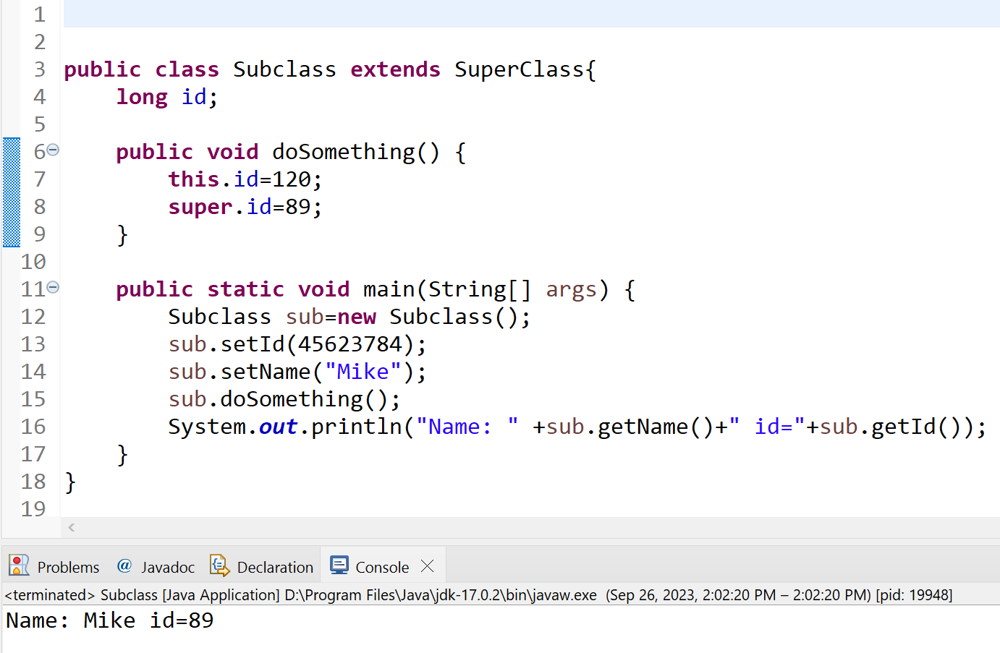 1
2
3 public class Subclass extends SuperClass{
4     long id;
5
6     public void doSomething() {
7         this.id=120;
8         super.id=89;
9     }
10
11     public static void main(String[] args) {
12         Subclass sub=new Subclass();
13         sub.setId(45623784);
14         sub.setName("Mike");
15         sub.doSomething();
16         System.out.println("Name: " +sub.getName()+" id="+sub.getId());
17     }
18 }
19
Problems @ Javadoc Declaration Console
<terminated> Subclass [Java Application] D:\Program Files\Java\jdk-17.0.2\bin\javaw.exe (Sep 26, 2023, 2:02:20 PM – 2:02:20 PM) [pid: 19948]
Name: Mike id=89